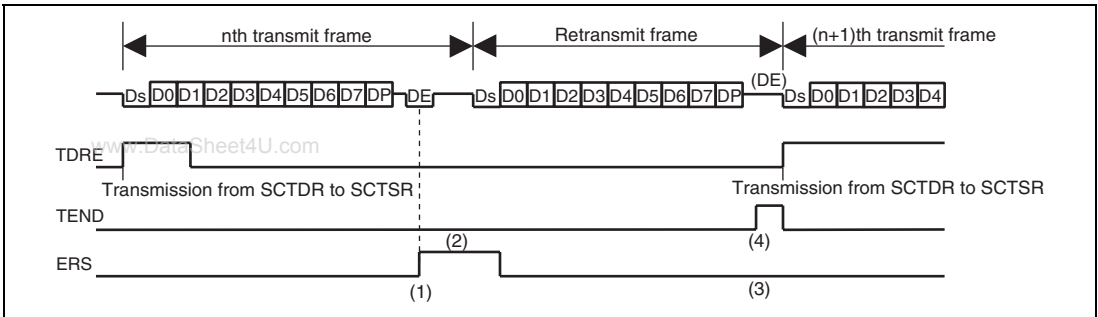 nth transmit frame Retransmit frame (n+1)th transmit frame
(DE)
Ds D0 D1 D2 D3 D4 D5 D6 D7 DP DE Ds D0 D1 D2 D3 D4 D5 D6 D7 DP Ds D0 D1 D2 D3 D4
www.DataSheet4U.com
TDRE
Transmission from SCTDR to SCTSR Transmission from SCTDR to SCTSR
TEND
(2) (4)
ERS
(1) (3)